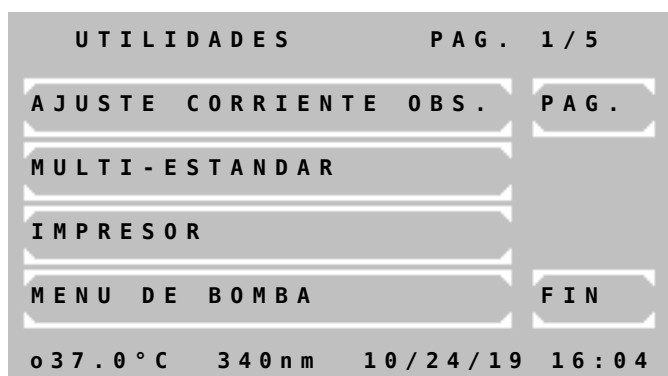 UTILIDADES PAG. 1/5
AJUSTE CORRIENTE OBS. PAG.
MULTI-ESTANDAR
IMPRESOR
MENU DE BOMBA FIN
o37.0°C 340nm 10/24/19 16:04